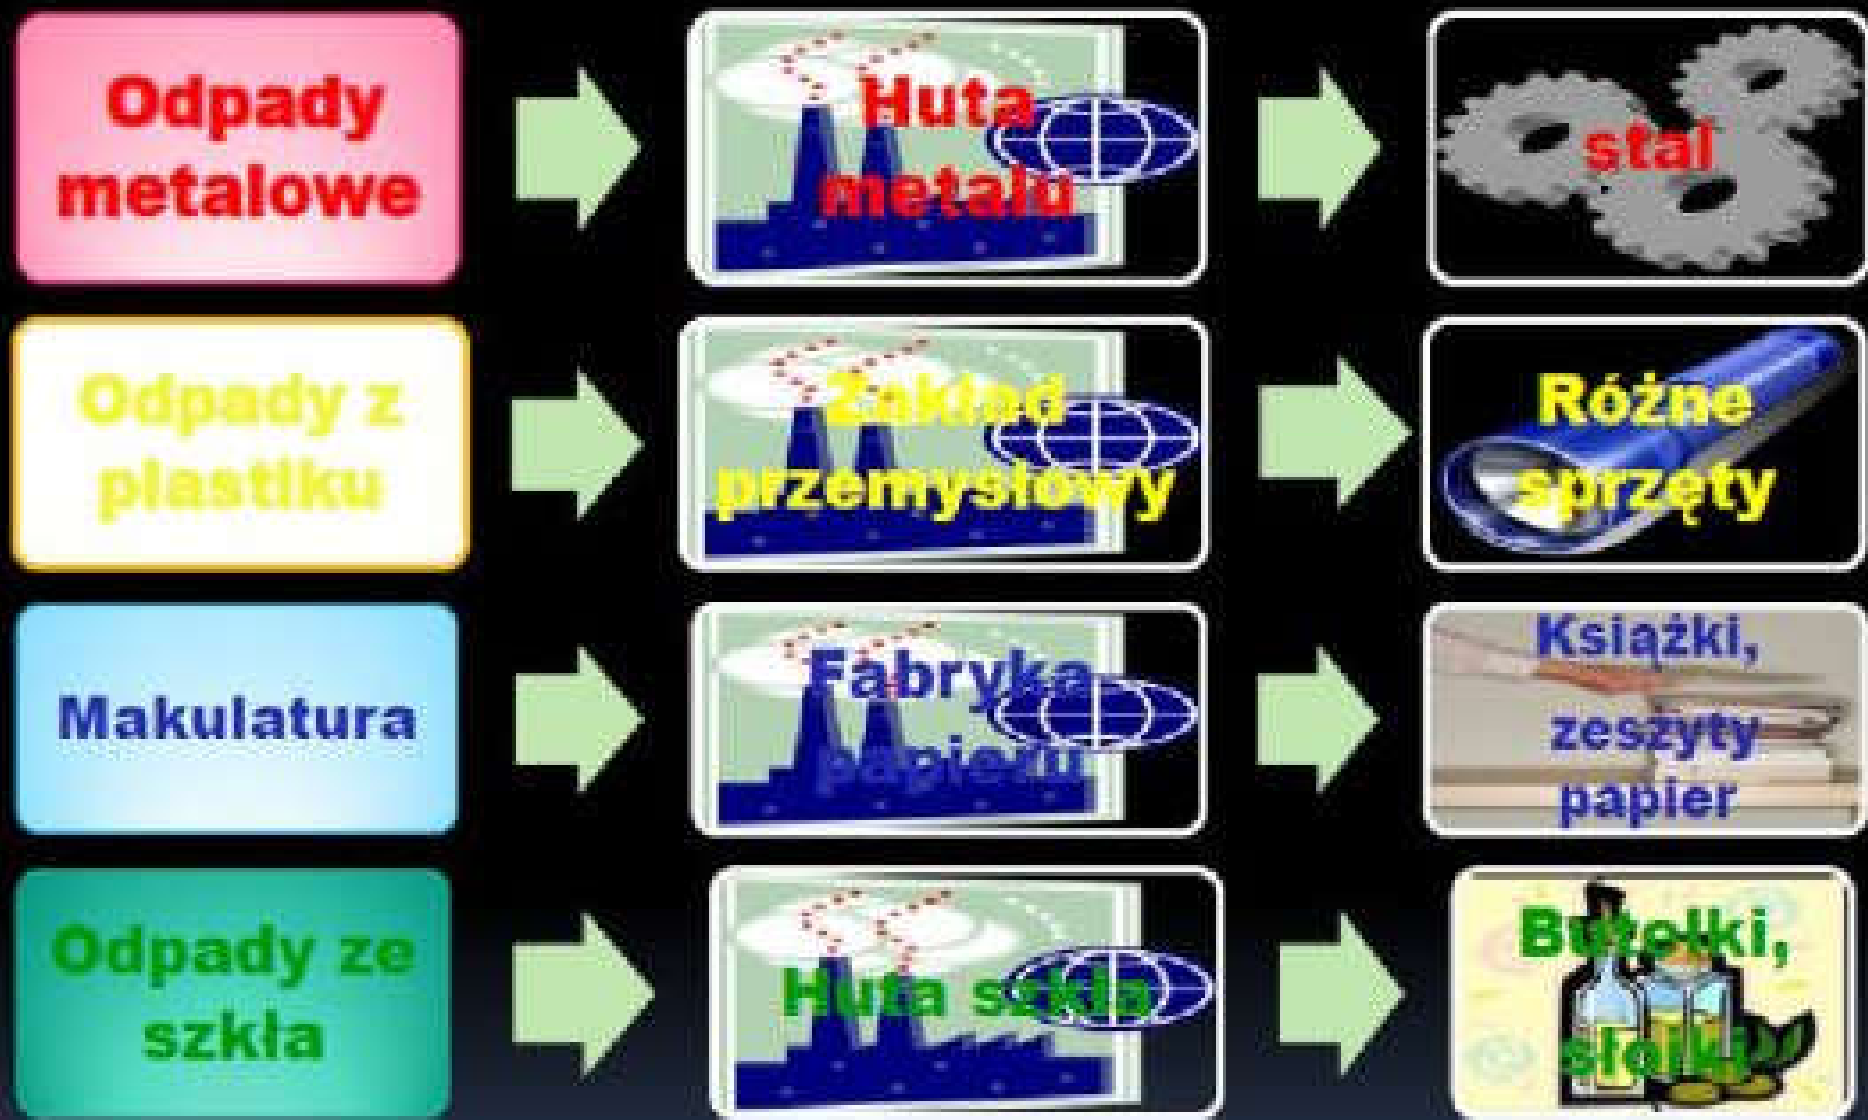 Odpady
metalowe
Huta
metalu
stal
Odpady z
plastiku
Zakład
przemysłowy
Różne
sprzęty
Makulatura
Fabryka
papieru
Książki,
zeszyty
papier
Odpady ze
szkła
Huta szkła
Butelki,
słoiki